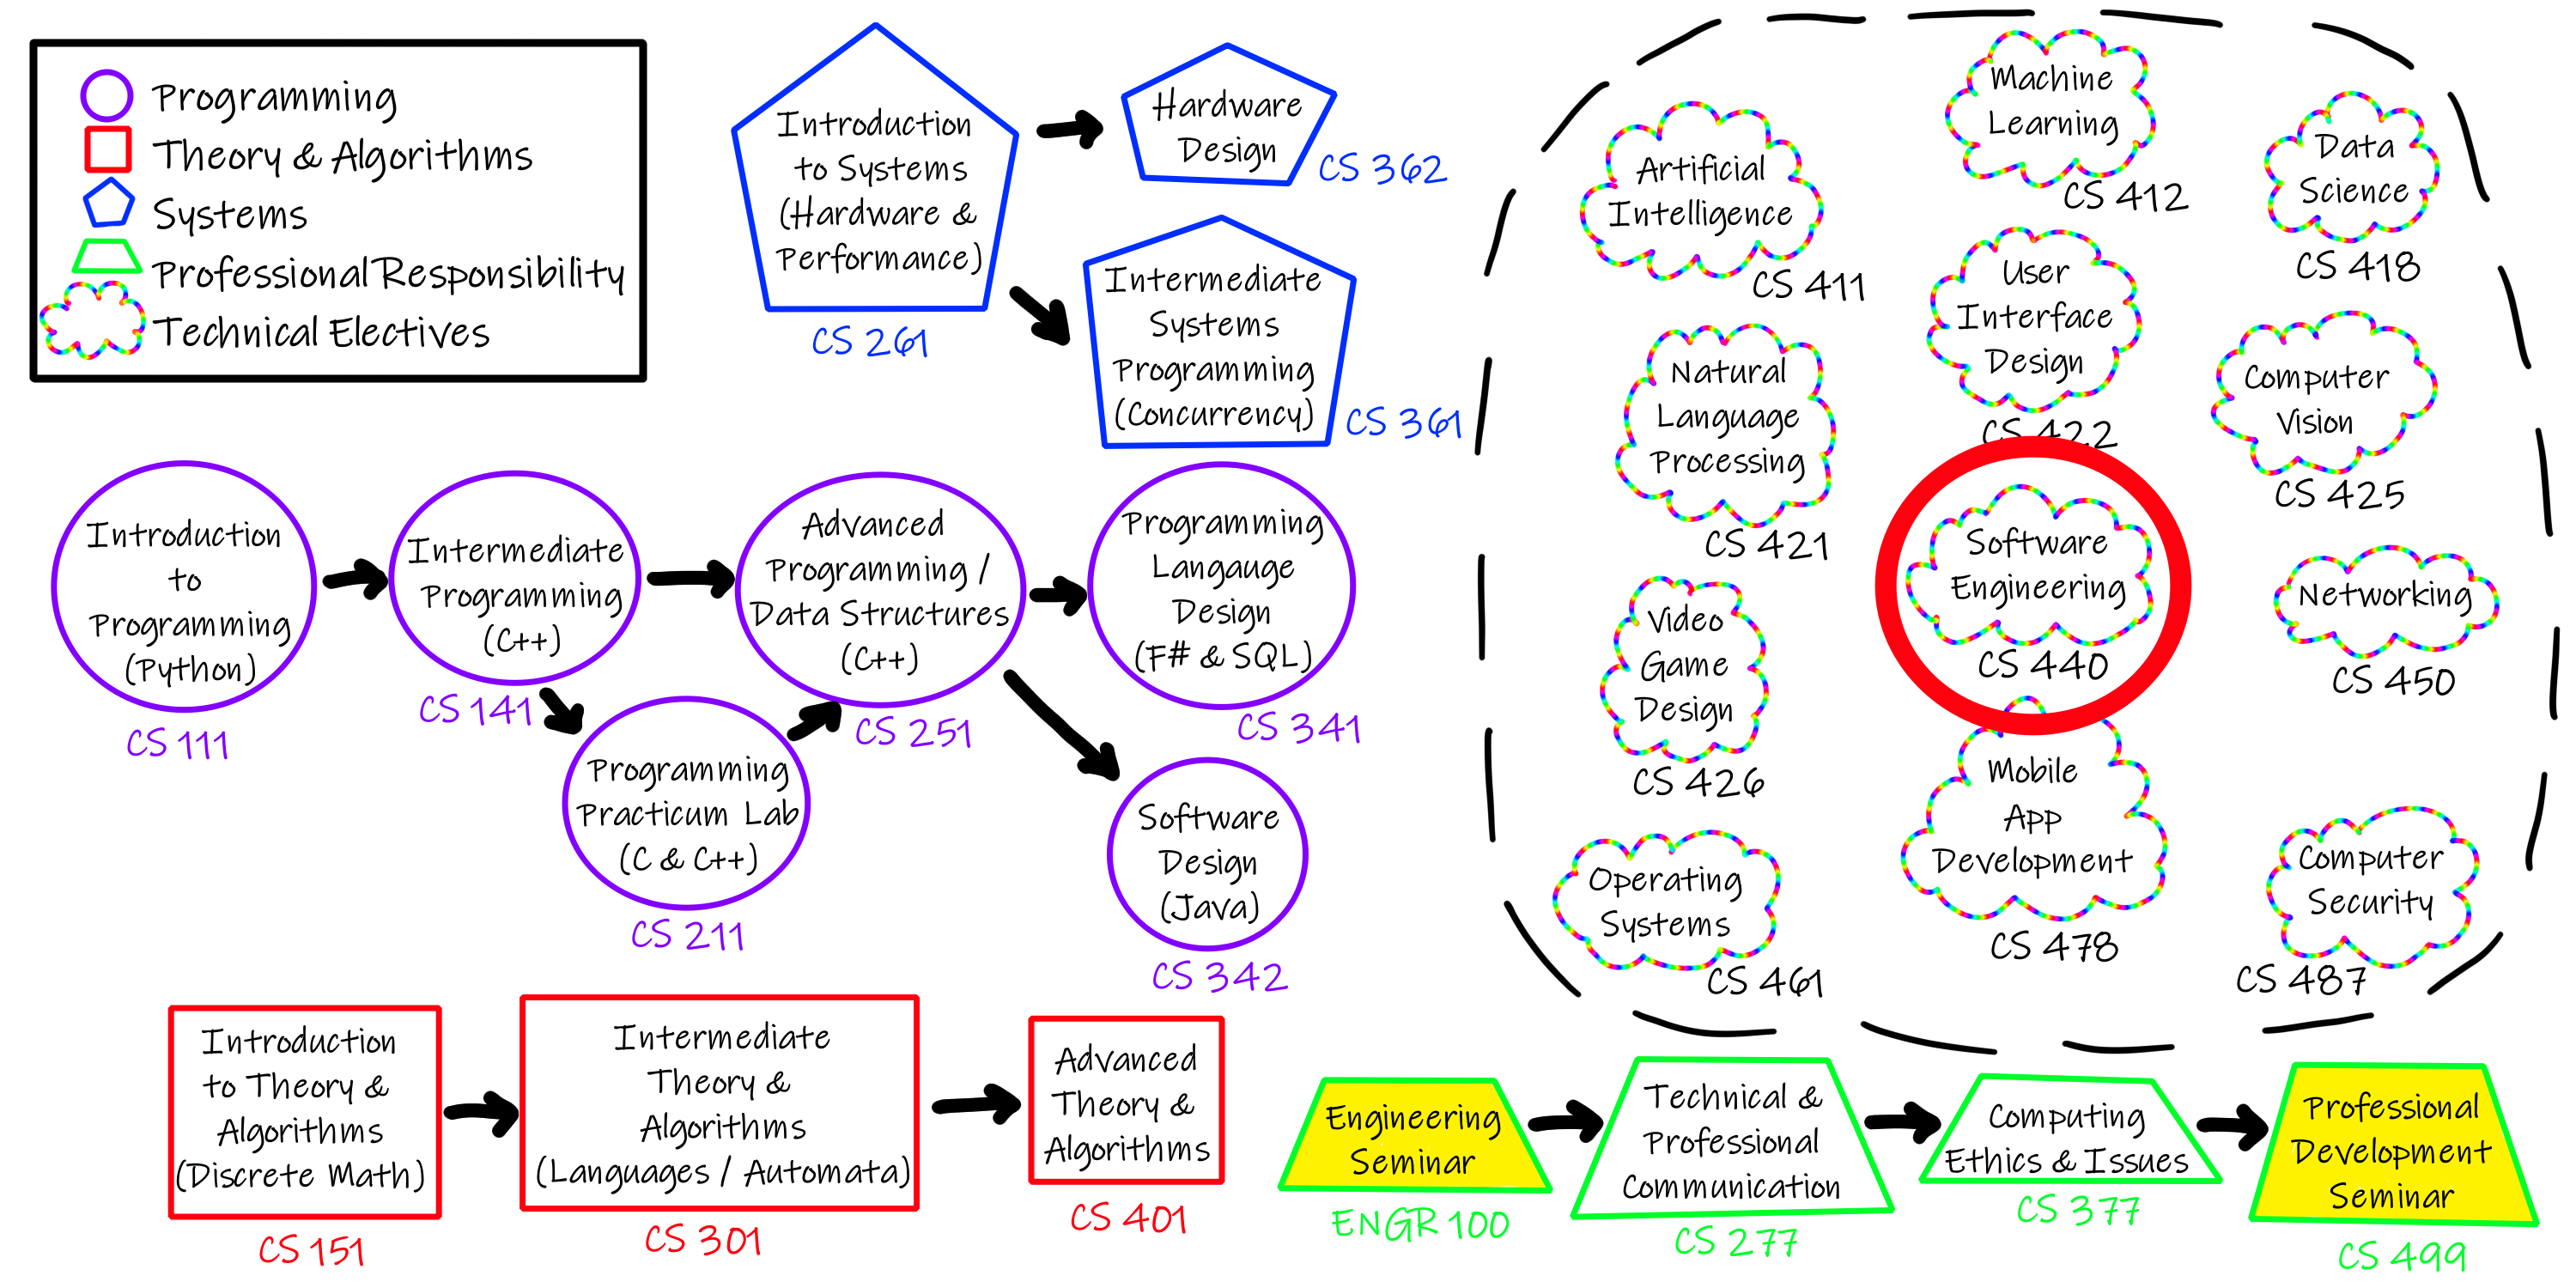 Programming
Theory & Algorithms
Systems
Professional Responsibility
Technical Electives
Introduction
to Systems
(Hardware &
Performance)
CS 261
Hardware
Design
CS 362
Intermediate
Systems
Programming
(Concurrency)
CS 361
Introduction
to
Programming
(Python)
CS 111
Intermediate
Programming
(C++)
CS 141
Programming
Practicum Lab
(C & C++)
CS 211
Advanced
Programming /
Data Structures
(C++)
CS 251
Programming
Langauge
Design
(F# & SQL)
CS 341
Software
Design
(Java)
CS 342
Introduction
to Theory &
Algorithms
(Discrete Math)
CS 151
Intermediate
Theory &
Algorithms
(Languages / Automata)
CS 301
Advanced
Theory &
Algorithms
CS 401
Artificial
Intelligence
CS 411
Machine
Learning
CS 412
Data
Science
CS 418
Natural
Language
Processing
CS 421
User
Interface
Design
CS 422
Computer
Vision
CS 425
Video
Game
Design
CS 426
Software
Engineering
CS 440
Networking
CS 450
Operating
Systems
CS 461
Mobile
App
Development
CS 478
Computer
Security
CS 487
Engineering
Seminar
ENGR 100
Technical &
Professional
Communication
CS 277
Computing
Ethics & Issues
CS 377
Professional
Development
Seminar
CS 499